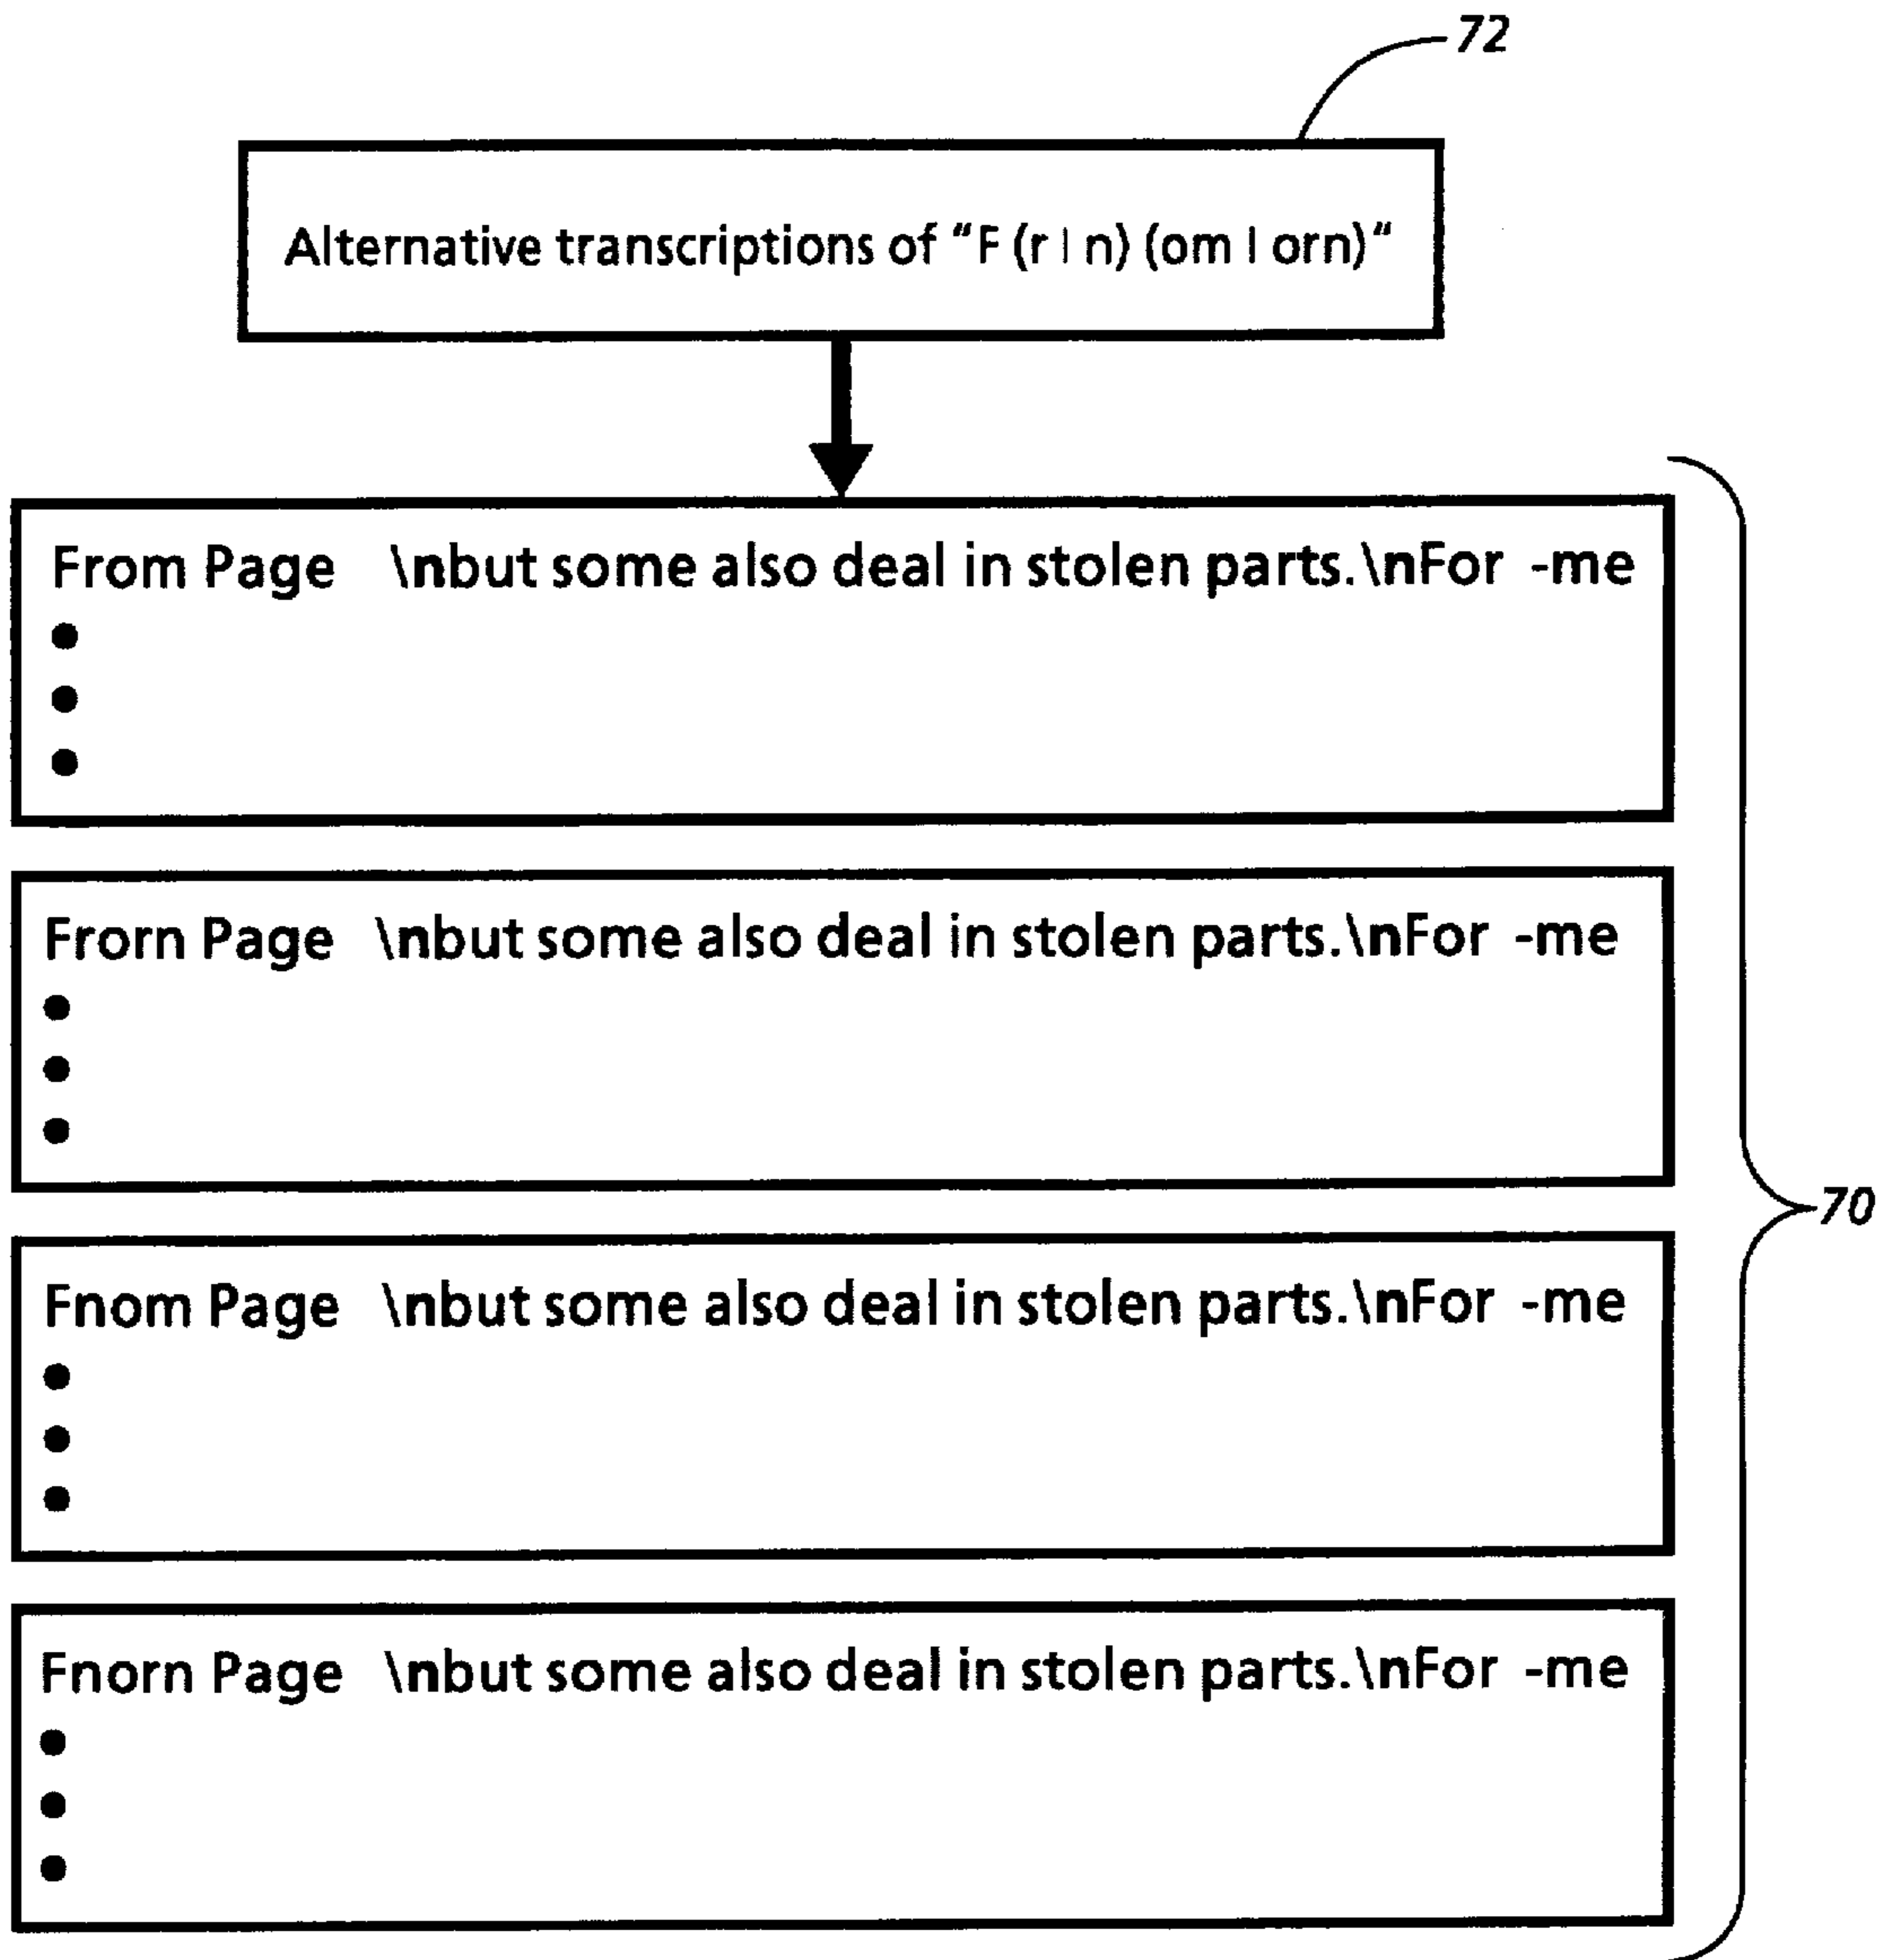 72
Alternative transcriptions of "F (r | n) (om | orn)"
From Page \nbut some also deal in stolen parts.\nFor -me
Frorn Page \nbut some also deal in stolen parts.\nFor -me
70
Fnom Page \nbut some also deal in stolen parts.\nFor -me
Fnorn Page \nbut some also deal in stolen parts.\nFor -me